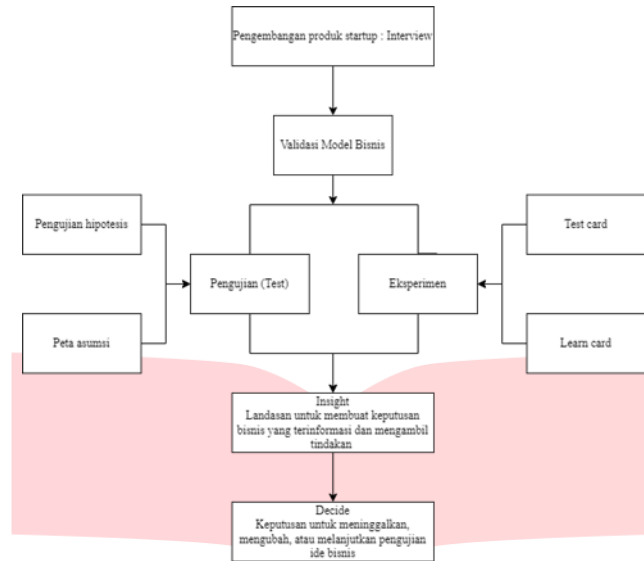 Pengembangan produk startup : Interview
Validasi Model Bisnis
Pengujian hipotesis
Test card
Pengujian (Test)
Eksperimen
Peta asumsi
Learn card
Insight
Landasan untuk membuat keputusan
bisnis yang terinformasi dan mengambil
tindakan
Decide
Keputusan untuk meninggalkan,
mengubah, atau melanjutkan pengujian
ide bisnis